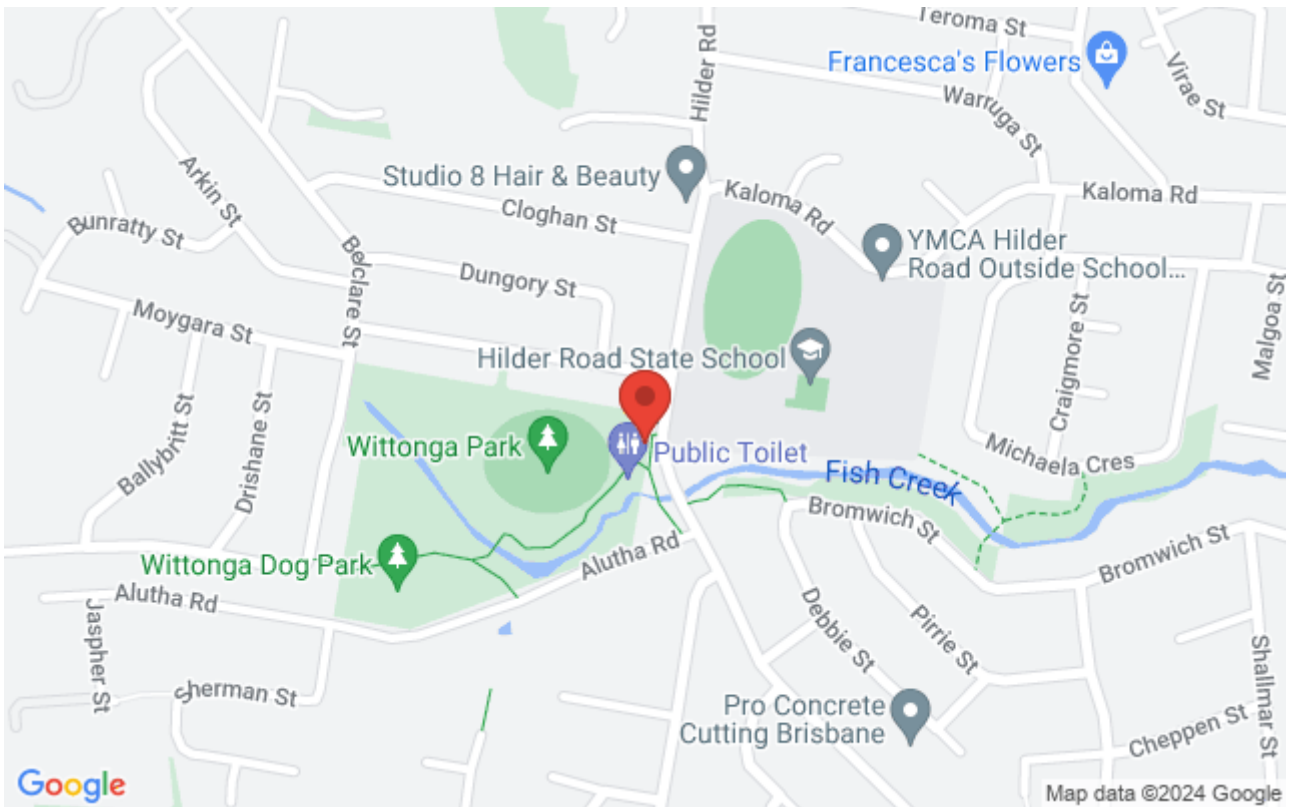 Teroma St
Hilder Rd
Francesca's Flowers
Virae St
Warruga St
Studio 8 Hair & Beauty
Kaloma Rd
Kaloma Rd
Arkin St
Cloghan St
Bunratty St
YMCA Hilder
Road Outside School...
Belclare St
Dungory St
Malgoa St
Moygara St
Craigmore St
Hilder Road State School
Ballybritt St
Drishane St
Wittonga Park
Public Toilet
Michaela Cres
Fish Creek
Bromwich St
Wittonga Dog Park
Alutha Rd
Bromwich St
Alutha Rd
Jaspher St
Debbie St
Pirrie St
Shallmar St
Sherman St
Pro Concrete
Cutting Brisbane
Cheppen St
Google
Map data ©2024 Google